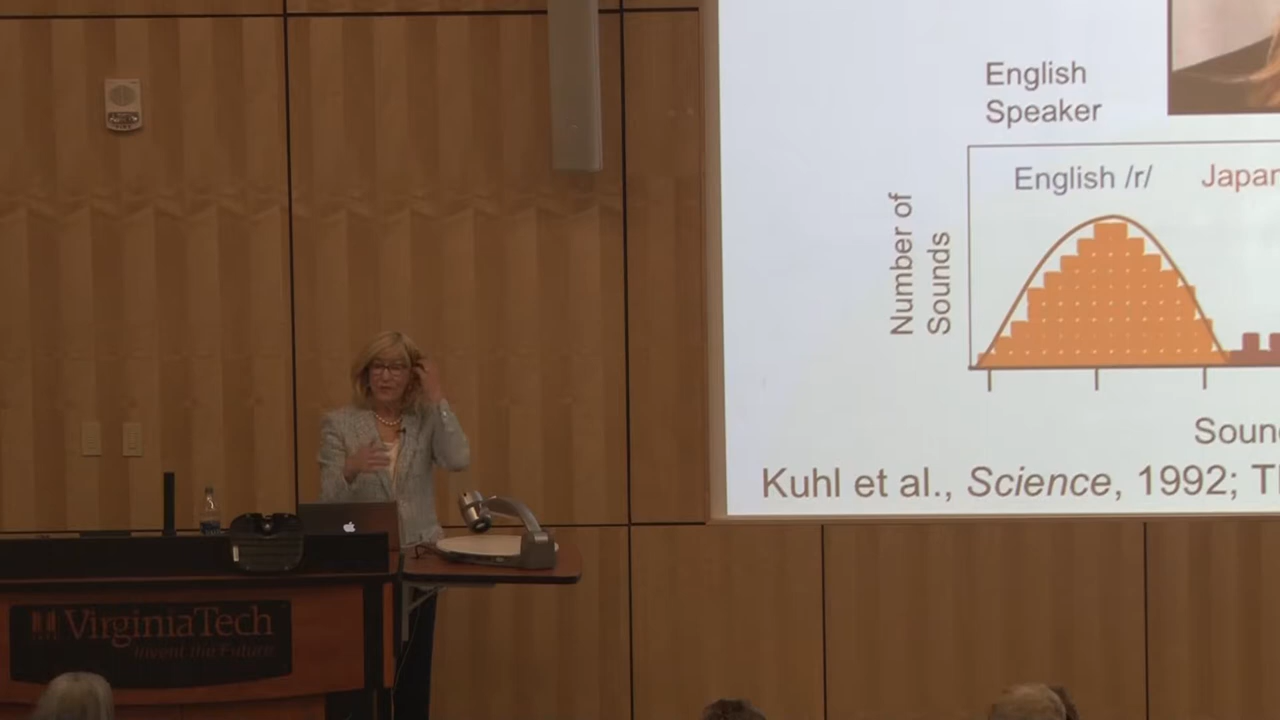 English
Speaker
English /r/
Number of
Sounds
Kuhl et al., Science, 1992;
VirginiaTech
Invent the Future